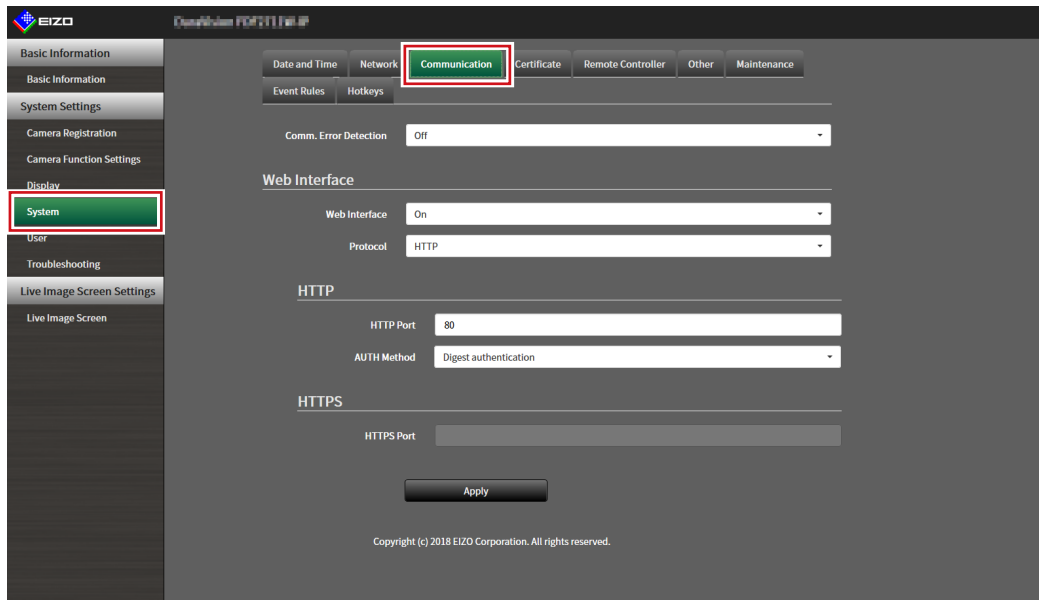 EIZO
Basic Information
Basic Information
System Settings
Camera Registration
Camera Function Settings
Display
System
User
Troubleshooting
Live Image Screen Settings
Live Image Screen
Date and Time Network Communication Certificate Remote Controller Other Maintenance
Event Rules Hotkeys
Comm. Error Detection Off
Web Interface
Web Interface On
Protocol HTTP
HTTP
HTTP Port 80
AUTH Method Digest authentication
HTTPS
HTTPS Port
Apply
Copyright (c) 2018 EIZO Corporation. All rights reserved.